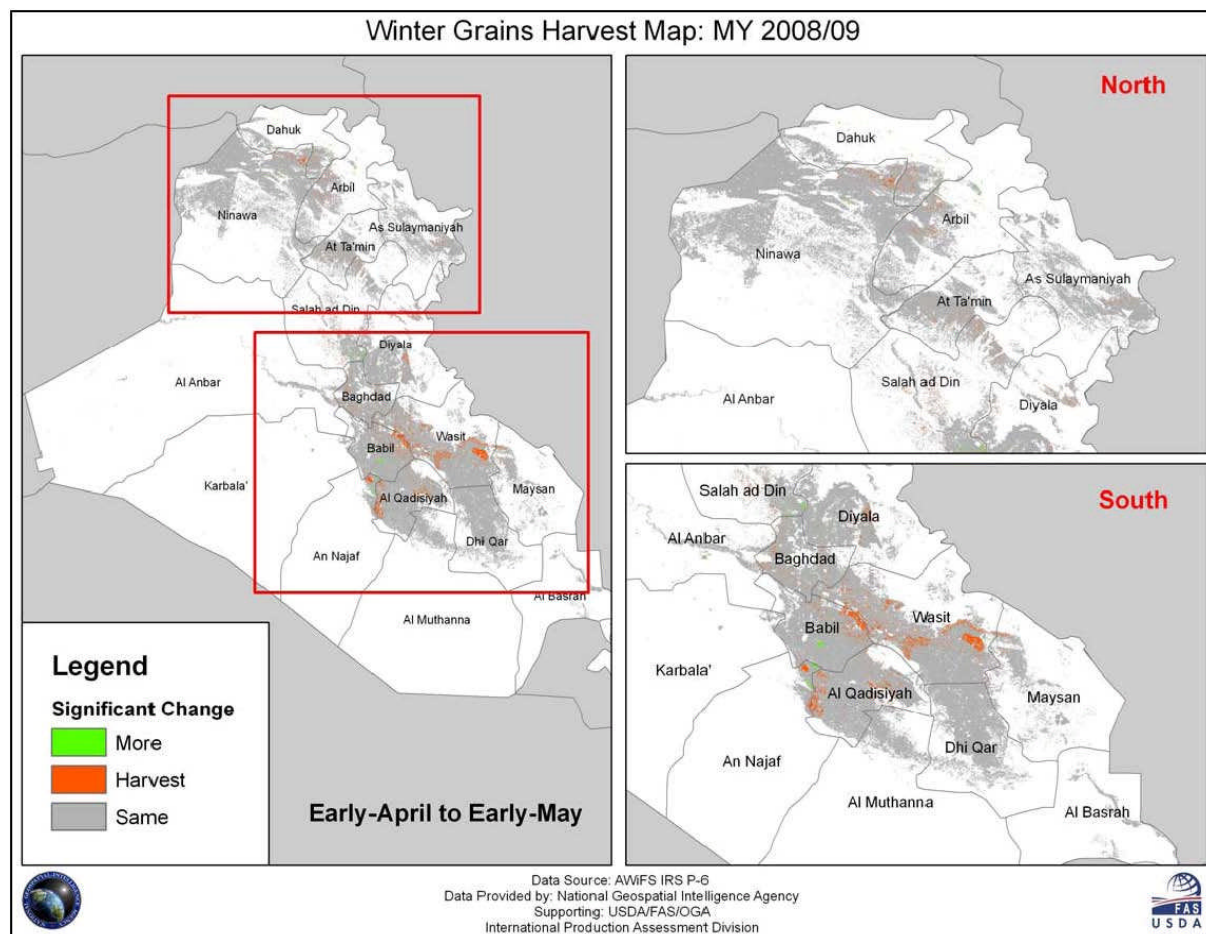 Winter Grains Harvest Map: MY 2008/09
Dahuk
Arbil
Ninawa
As Sulaymaniyah
At Ta'min
Salah ad Din
Diyala
Al Anbar
Baghdad
Wasit
Babil
Karbala'
Al Qadisiyah
Maysan
Dhi Qar
An Najaf
Al Basrah
Al Muthanna
Legend
Significant Change
More
Harvest
Same
Early-April to Early-May
North
Dahuk
Arbil
Ninawa
As Sulaymaniyah
At Ta'min
Salah ad Din
Al Anbar
Diyala
South
Salah ad Din
Diyala
Al Anbar
Baghdad
Wasit
Babil
Karbala'
Al Qadisiyah
Maysan
Dhi Qar
An Najaf
Al Muthanna
Al Basrah
Data Source: AWiFS IRS P-6
Data Provided by: National Geospatial Intelligence Agency
Supporting: USDA/FAS/OGA
International Production Assessment Division
FAS
USDA